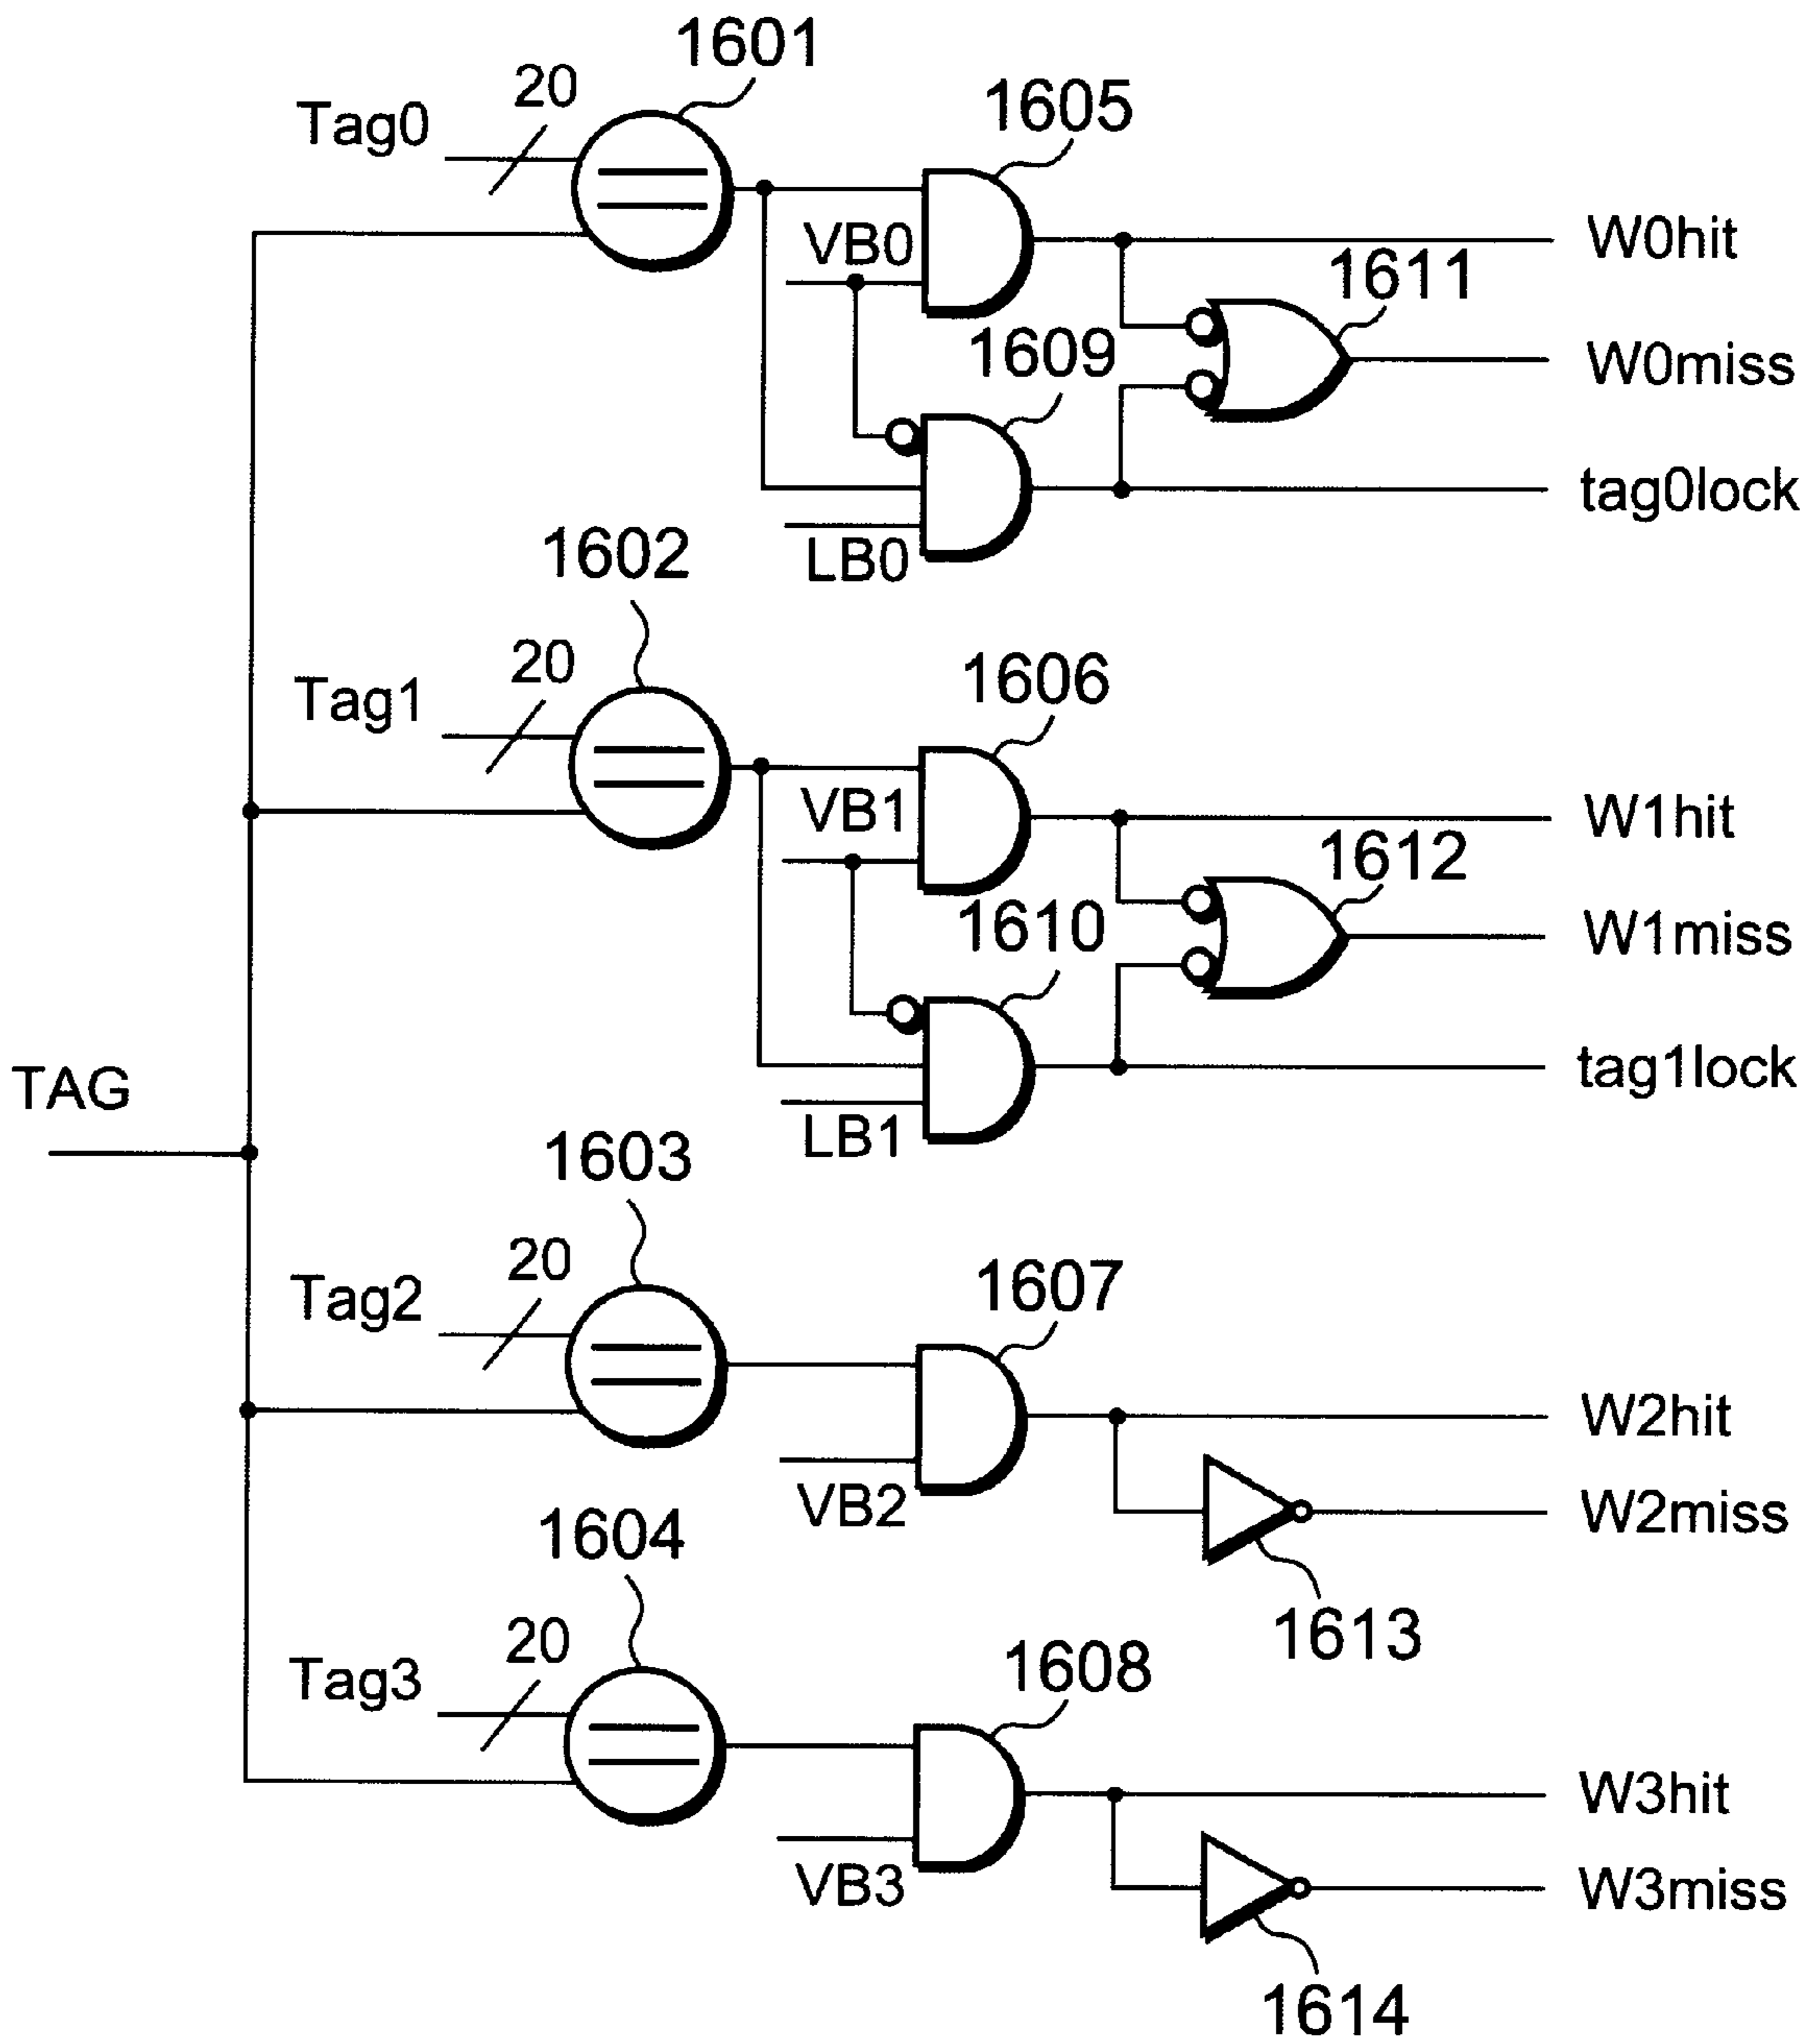 1601
20
Tag0
1605
VB0
W0hit
1611
1609
W0miss
tag0lock
LB0
1602
20
Tag1
1606
VB1
W1hit
1612
1610
W1miss
tag1lock
TAG
LB1
1603
20
Tag2
1607
W2hit
VB2
W2miss
1604
1613
20
Tag3
1608
W3hit
VB3
W3miss
1614